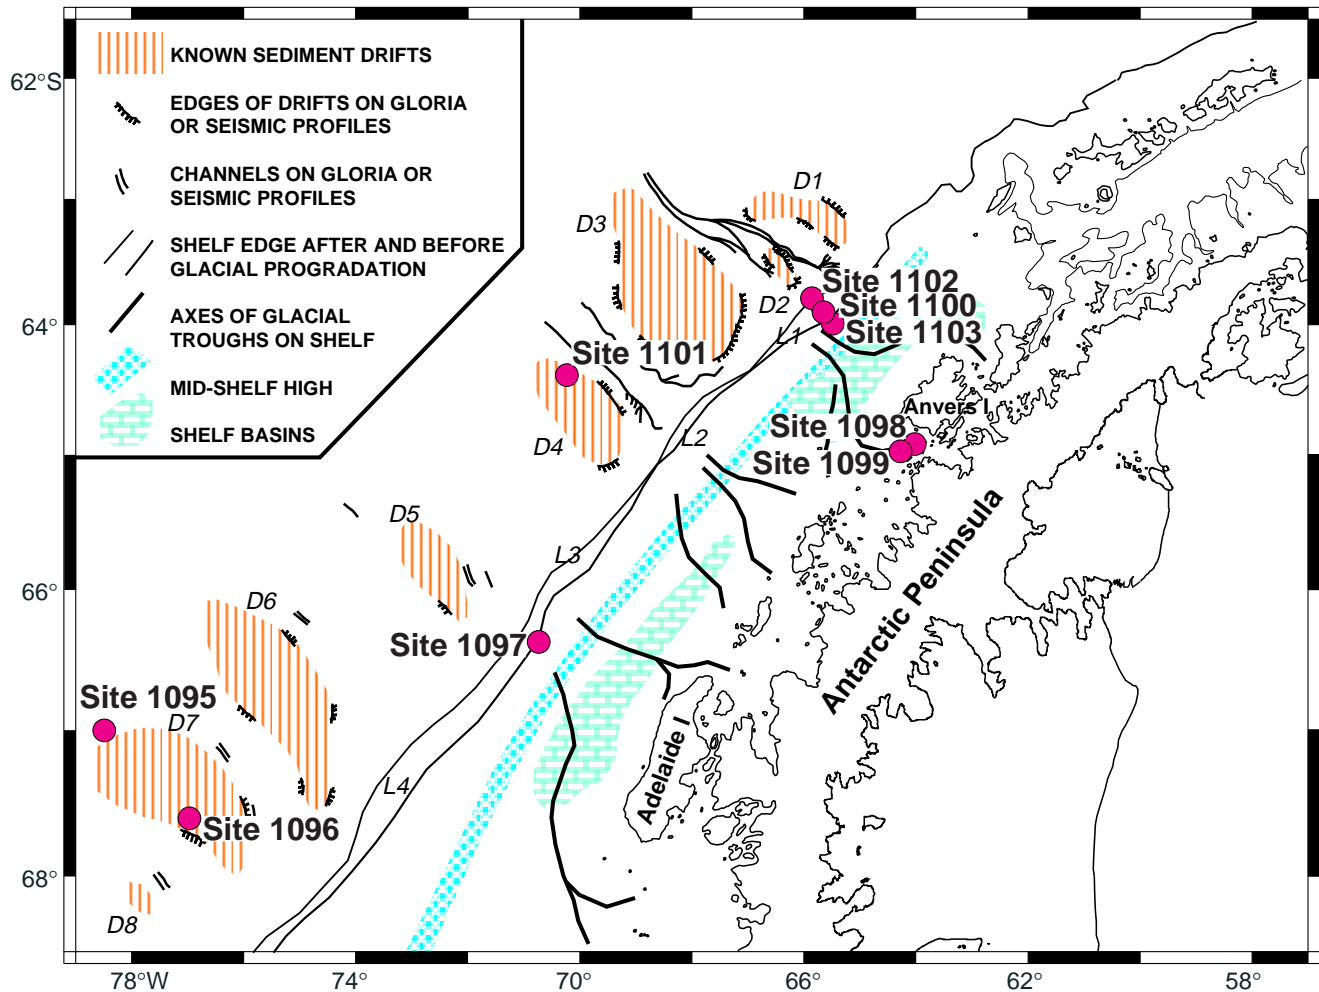 KNOWN SEDIMENT DRIFTS
EDGES OF DRIFTS ON GLORIA
OR SEISMIC PROFILES
CHANNELS ON GLORIA OR
SEISMIC PROFILES
SHELF EDGE AFTER AND BEFORE
GLACIAL PROGRADATION
AXES OF GLACIAL
TROUGHS ON SHELF
MID-SHELF HIGH
SHELF BASINS
62°S
64°
66°
68°
D1
D3
D2
Site 1102
Site 1100
Site 1103
L1
Site 1101
Anvers I
Site 1098
Site 1099
L2
D4
D5
L3
D6
Site 1097
Antarctic Peninsula
Site 1095
D7
Adelaide I
L4
Site 1096
D8
78°W
74°
70°
66°
62°
58°